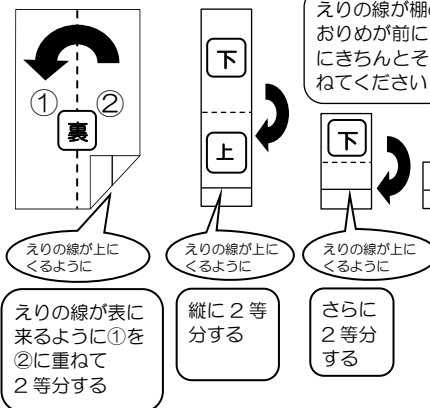 えりの線が棚の
おりめが前に
にきちんとそ
ねてください
① ②
裏
下
上
下
えりの線が上に
くるように
えりの線が上に
くるように
えりの線が上に
くるように
えりの線が表に
来るように①を
②に重ねて
2等分する
縦に2等
分する
さらに
2等分
する